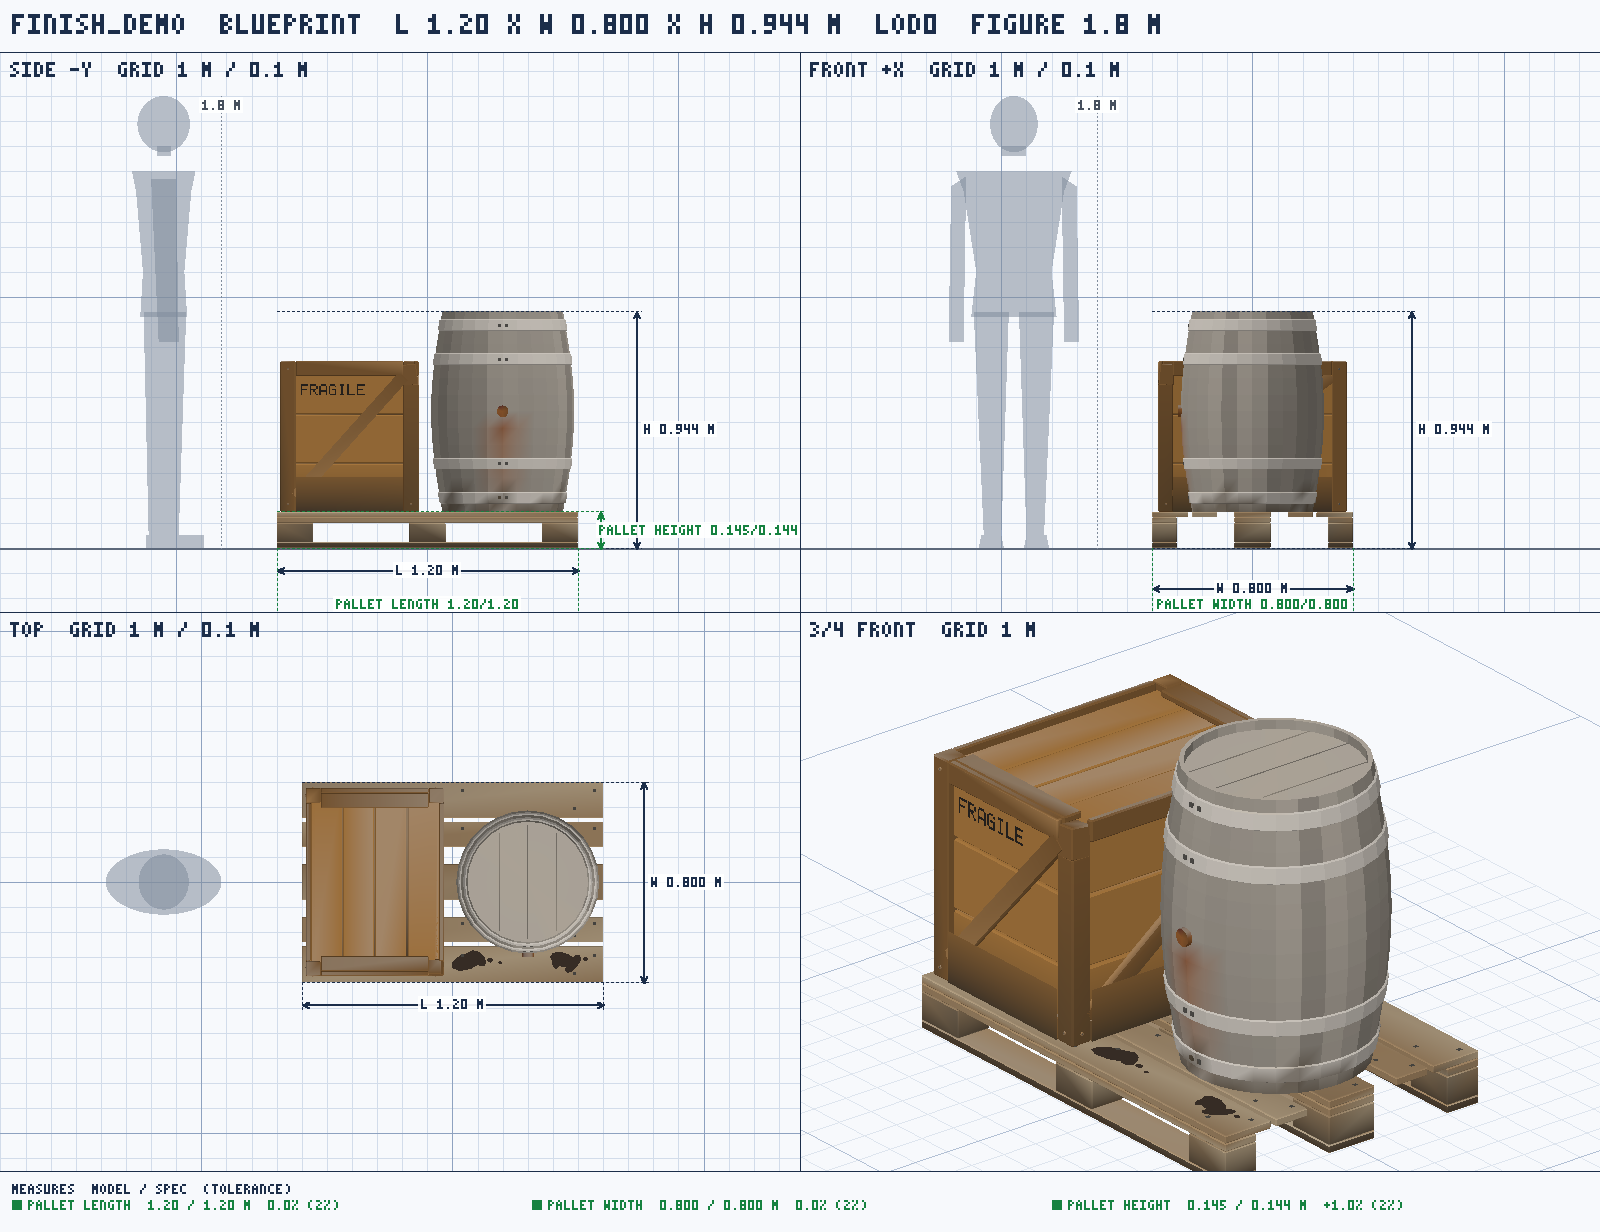 FINISH_DEMO BLUEPRINT L 1.20 X W 0.800 X H 0.944 M LOD0 FIGURE 1.8 M
SIDE -Y GRID 1 M / 0.1 M
1.8 M
FRAGILE
H 0.944 M
PALLET HEIGHT 0.145/0.144
L 1.20 M
PALLET LENGTH 1.20/1.20
FRONT +X GRID 1 M / 0.1 M
1.8 M
H 0.944 M
W 0.800 M
PALLET WIDTH 0.800/0.800
TOP GRID 1 M / 0.1 M
W 0.800 M
L 1.20 M
3/4 FRONT GRID 1 M
FRAGILE
MEASURES MODEL / SPEC (TOLERANCE)
PALLET LENGTH 1.20 / 1.20 M 0.0% (2%)
PALLET WIDTH 0.800 / 0.800 M 0.0% (2%)
PALLET HEIGHT 0.145 / 0.144 M +1.0% (2%)